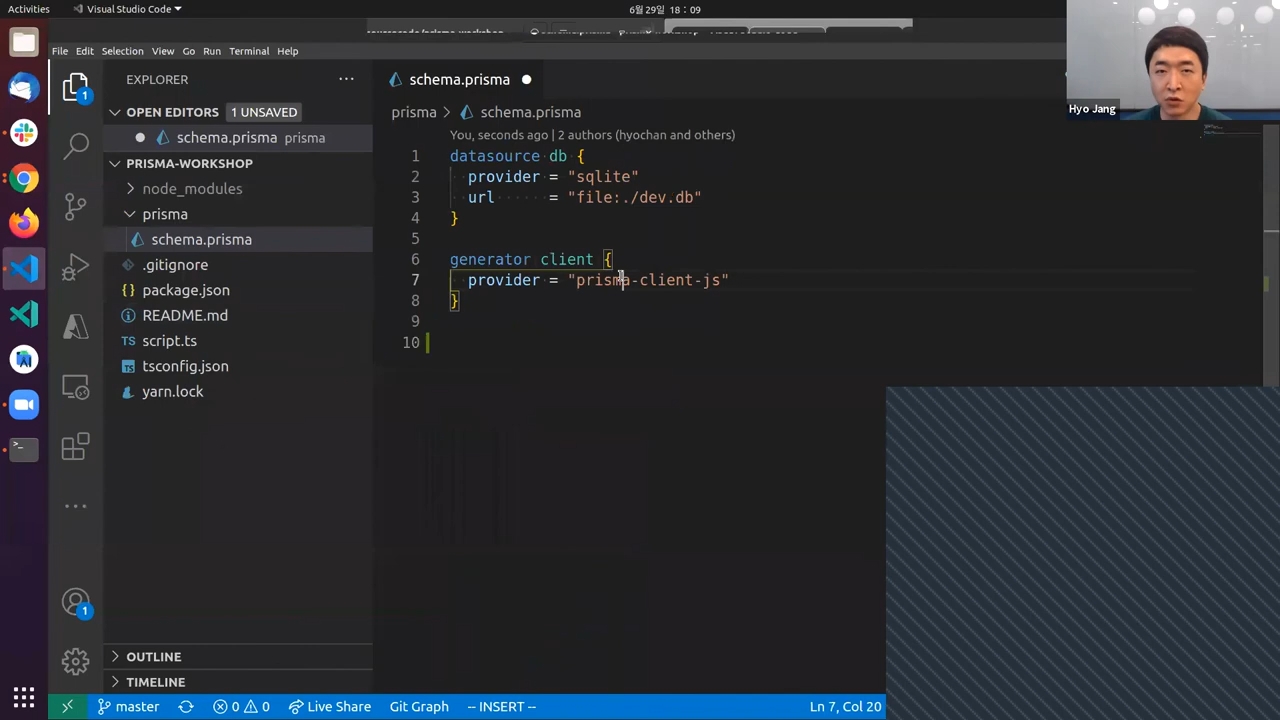 Activities
Visual Studio Code
6월29일 18:09
File Edit Selection View Go Run Terminal Help
Hyo Jang
EXPLORER
OPEN EDITORS 1 UNSAVED
schema.prisma prisma
PRISMA-WORKSHOP
node_modules
prisma
schema.prisma
.gitignore
package.json
README.md
script.ts
tsconfig.json
yarn.lock
OUTLINE
TIMELINE
1
1
schema.prisma
prisma > schema.prisma
You, seconds ago | 2 authors (hyochan and others)
1 datasource db {
2 provider = "sqlite"
3 url = "file:./dev.db"
4 }
5
6 generator client {
7 provider = "prisma-client-js"
8 }
9
10
master 0 0 Live Share Git Graph -- INSERT -- Ln 7, Col 20